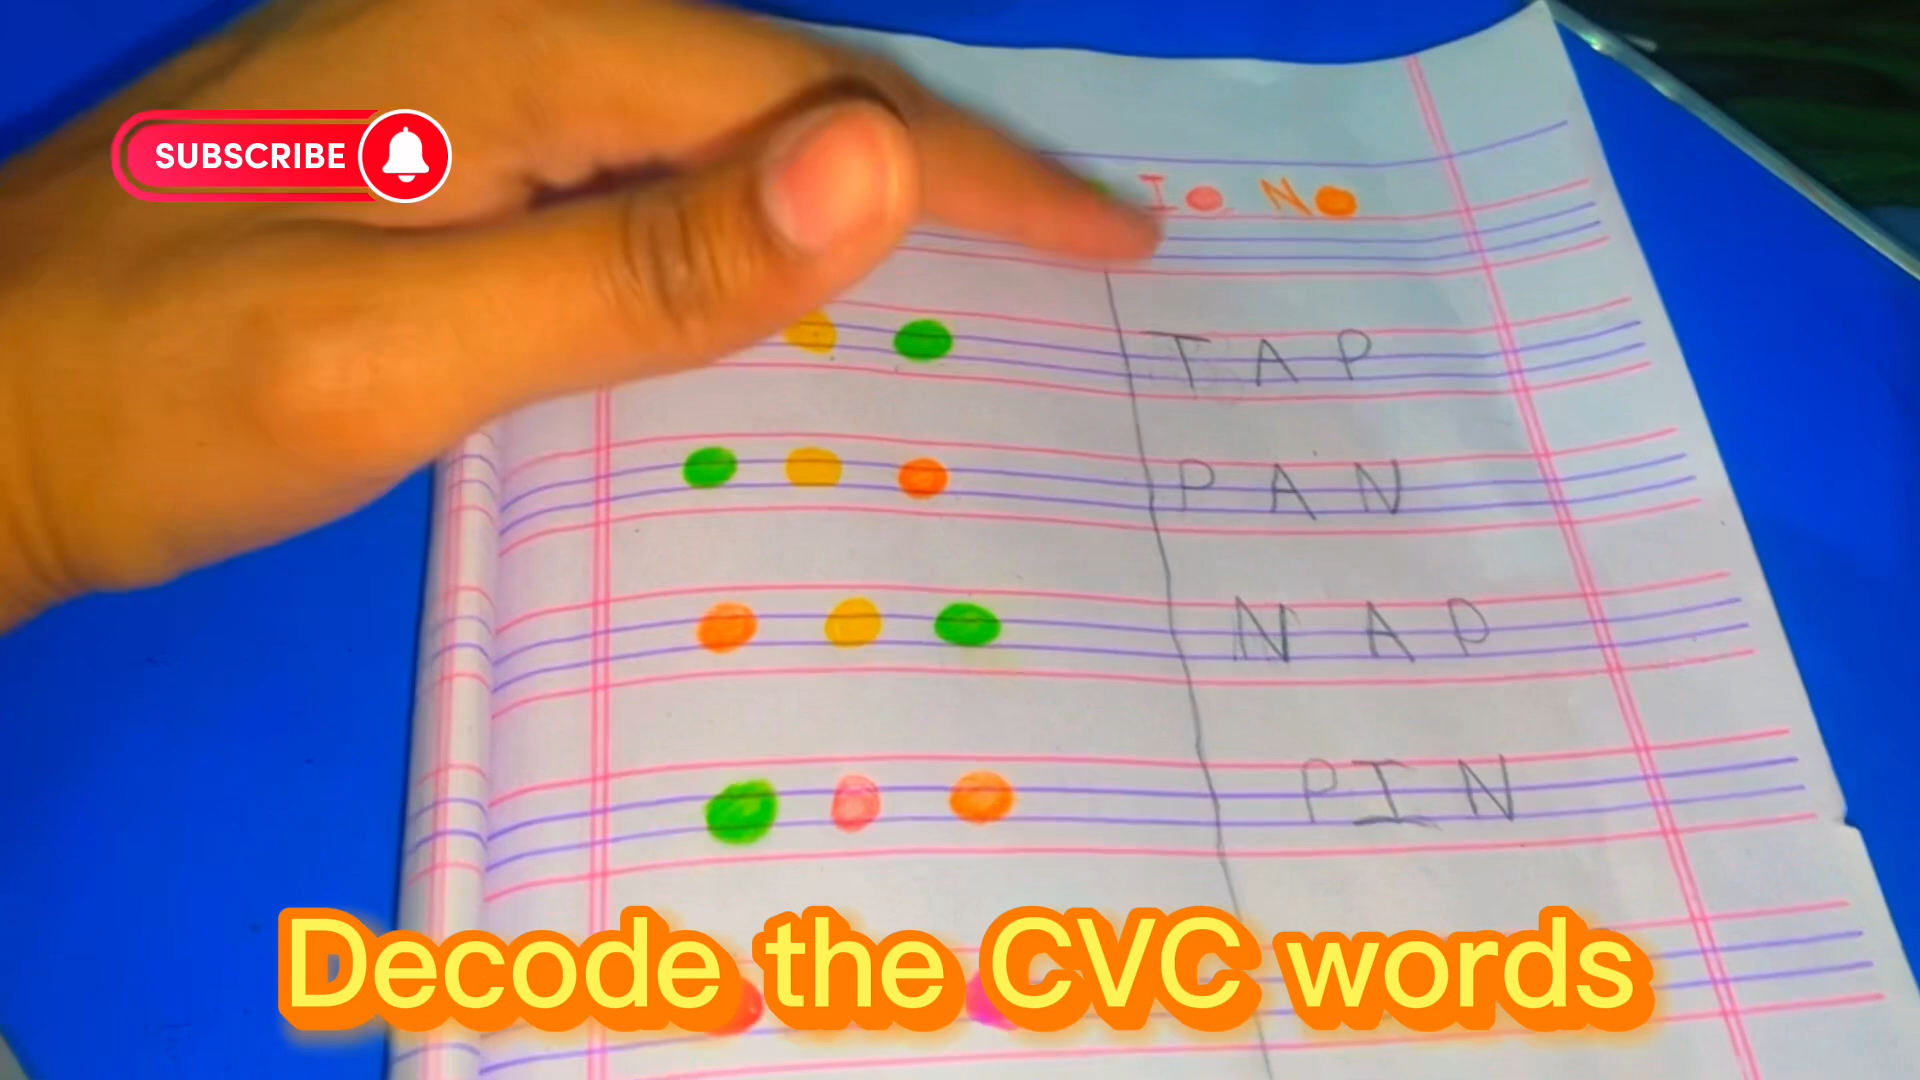 SUBSCRIBE
I N
TAP
PAN
NAP
PIN
Decode the CVC words